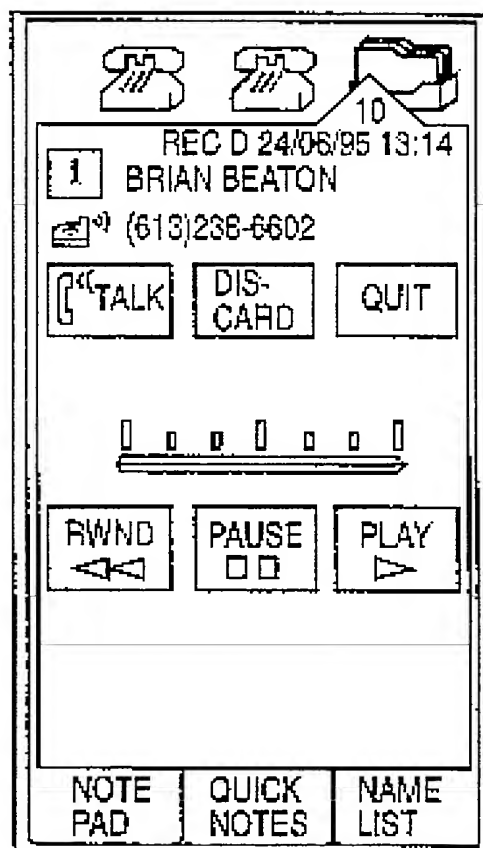 10
REC D 24/06/95 13:14
1 BRIAN BEATON
(613)238-6602
TALK DIS-CARD QUIT
RWND PAUSE PLAY
NOTE PAD QUICK NOTES NAME LIST